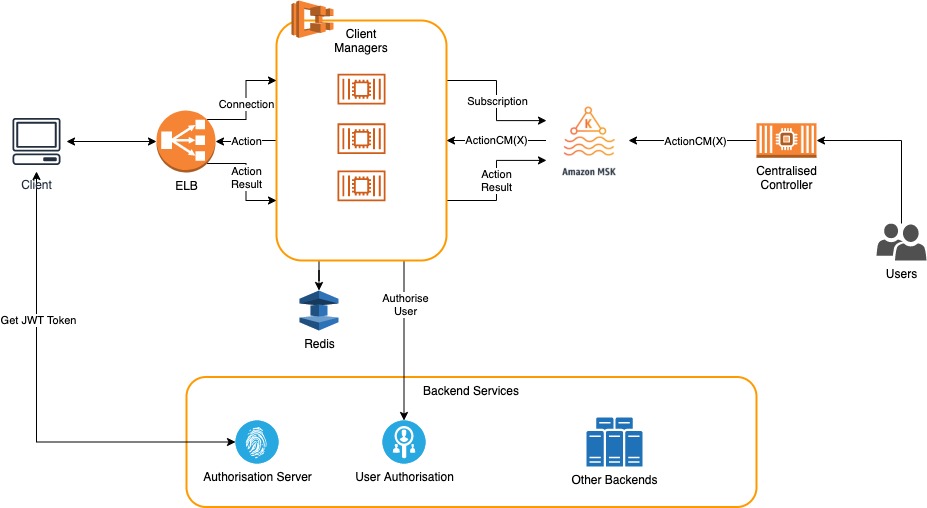 Client
Managers
Connection
Subscription
Action
ActionCM(X)
K
ActionCM(X)
Action
Result
Action
Result
Amazon MSK
Centralised
Controller
Client
ELB
Users
Authorise
User
Get JWT Token
Redis
Backend Services
Authorisation Server
User Authorisation
Other Backends